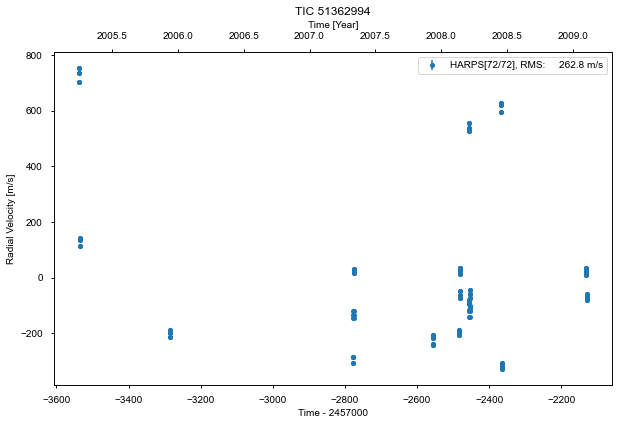 TIC 51362994
Time [Year]
2005.5 2006.0 2006.5 2007.0 2007.5 2008.0 2008.5 2009.0
HARPS[72/72], RMS: 262.8 m/s
800
600
400
200
0
−200
Radial Velocity [m/s]
−3600 −3400 −3200 −3000 −2800 −2600 −2400 −2200
Time - 2457000